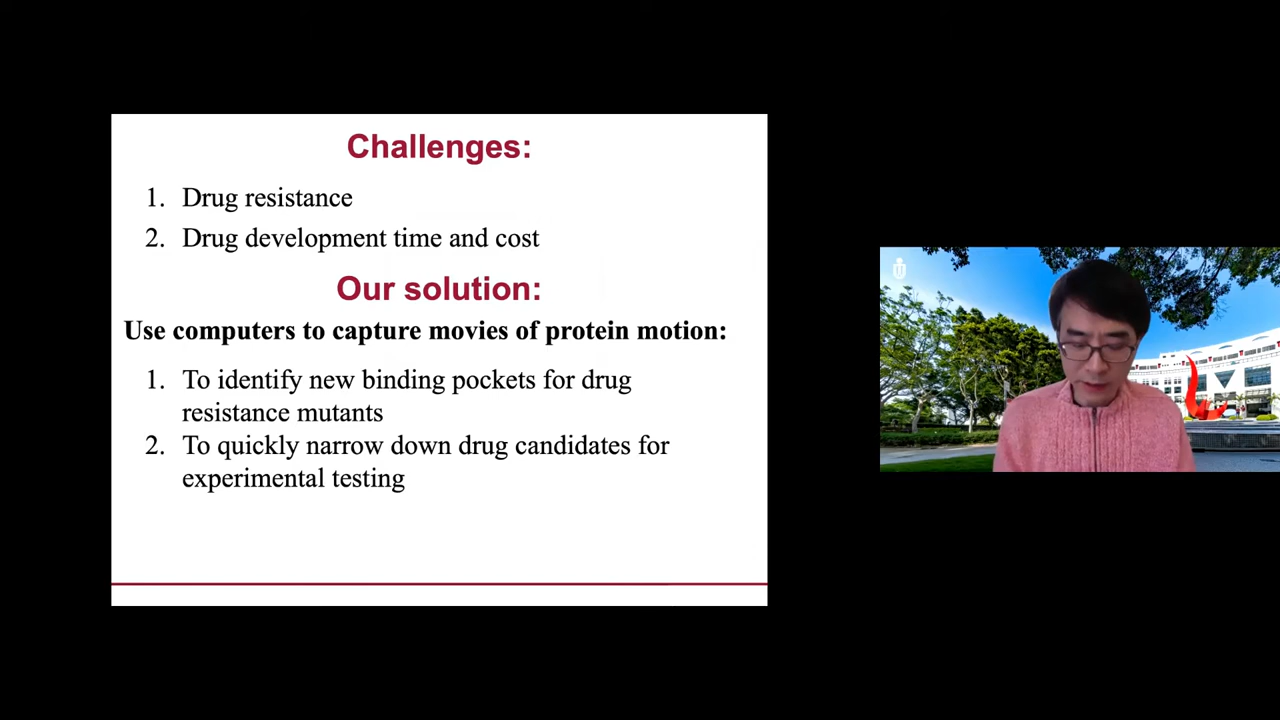 Challenges:
1. Drug resistance
2. Drug development time and cost
Our solution:
Use computers to capture movies of protein motion:
1. To identify new binding pockets for drug
resistance mutants
2. To quickly narrow down drug candidates for
experimental testing